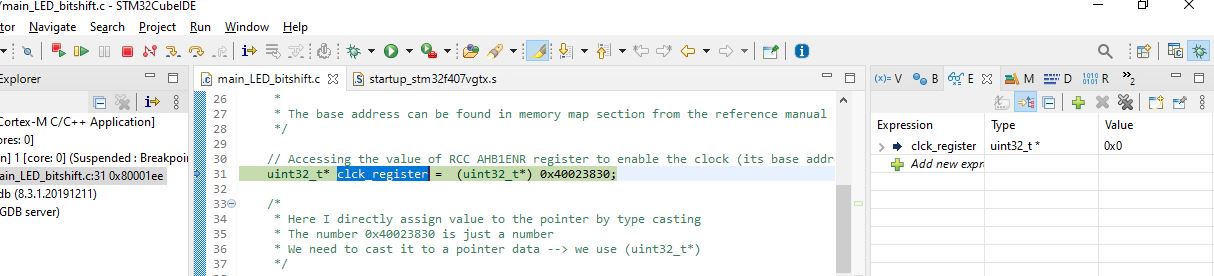 /main_LED_bitshift.c - STM32CubeIDE
tor Navigate Search Project Run Window Help
Explorer
Cortex-M C/C++ Application]
ores: 0]
n] 1 [core: 0] (Suspended : Breakpoi
ain_LED_bitshift.c:31 0x80001ee
db (8.3.1.20191211)
GDB server)
main_LED_bitshift.c startup_stm32f407vgtx.s
26 *
27 * The base address can be found in memory map section from the reference manual
28 */
29
30 // Accessing the value of RCC AHB1ENR register to enable the clock (its base addr
31 uint32_t* clck_register = (uint32_t*) 0x40023830;
32
33 /*
34 * Here I directly assign value to the pointer by type casting
35 * The number 0x40023830 is just a number
36 * We need to cast it to a pointer data --> we use (uint32_t*)
37 */
(x)= V B E M D R »2
Expression Type Value
clck_register uint32_t * 0x0
Add new expr